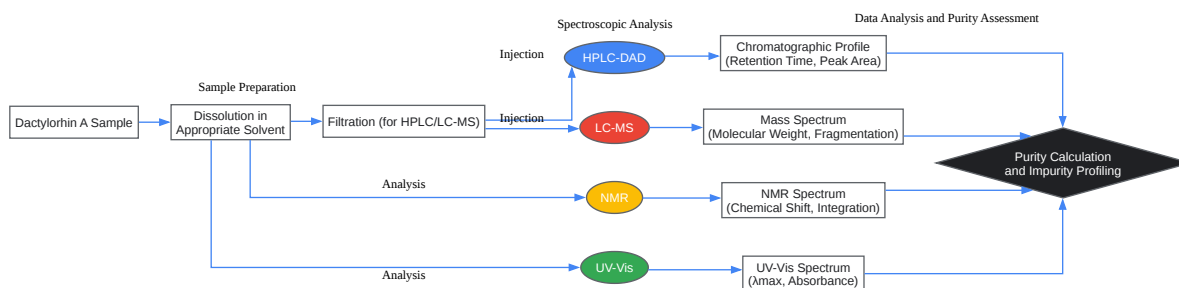 Spectroscopic Analysis
Data Analysis and Purity Assessment
Injection
HPLC-DAD
Chromatographic Profile
(Retention Time, Peak Area)
Sample Preparation
Dactylorhin A Sample
Dissolution in
Appropriate Solvent
Filtration (for HPLC/LC-MS)
Injection
LC-MS
Mass Spectrum
(Molecular Weight, Fragmentation)
Purity Calculation
and Impurity Profiling
Analysis
NMR
NMR Spectrum
(Chemical Shift, Integration)
Analysis
UV-Vis
UV-Vis Spectrum
(λmax, Absorbance)